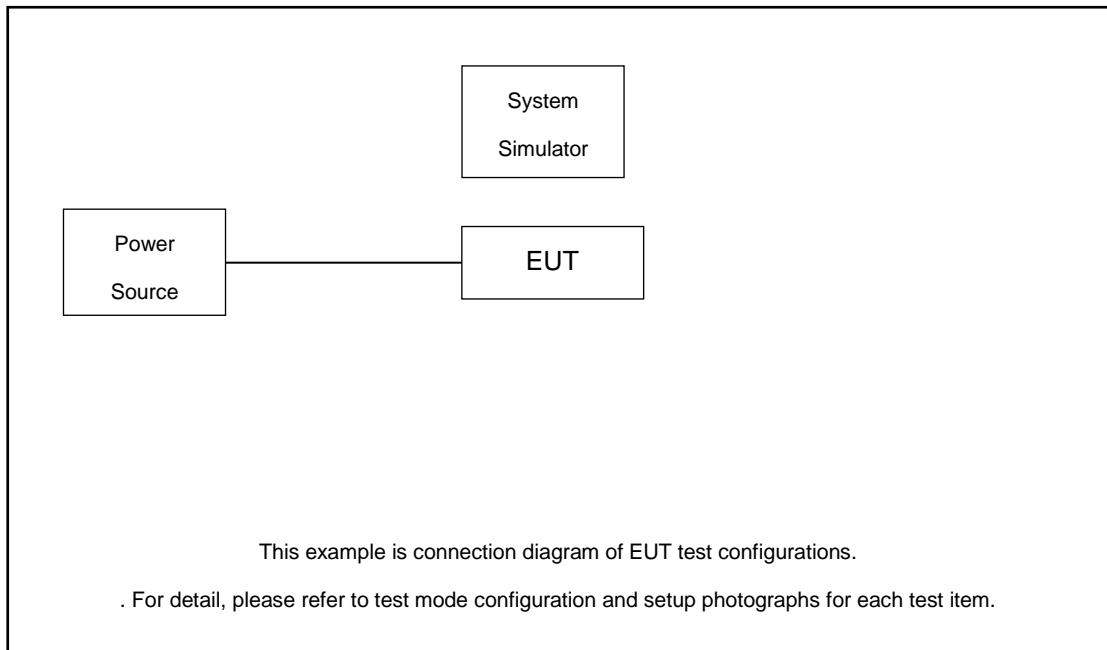 System
Simulator
Power
Source
EUT
This example is connection diagram of EUT test configurations.
. For detail, please refer to test mode configuration and setup photographs for each test item.